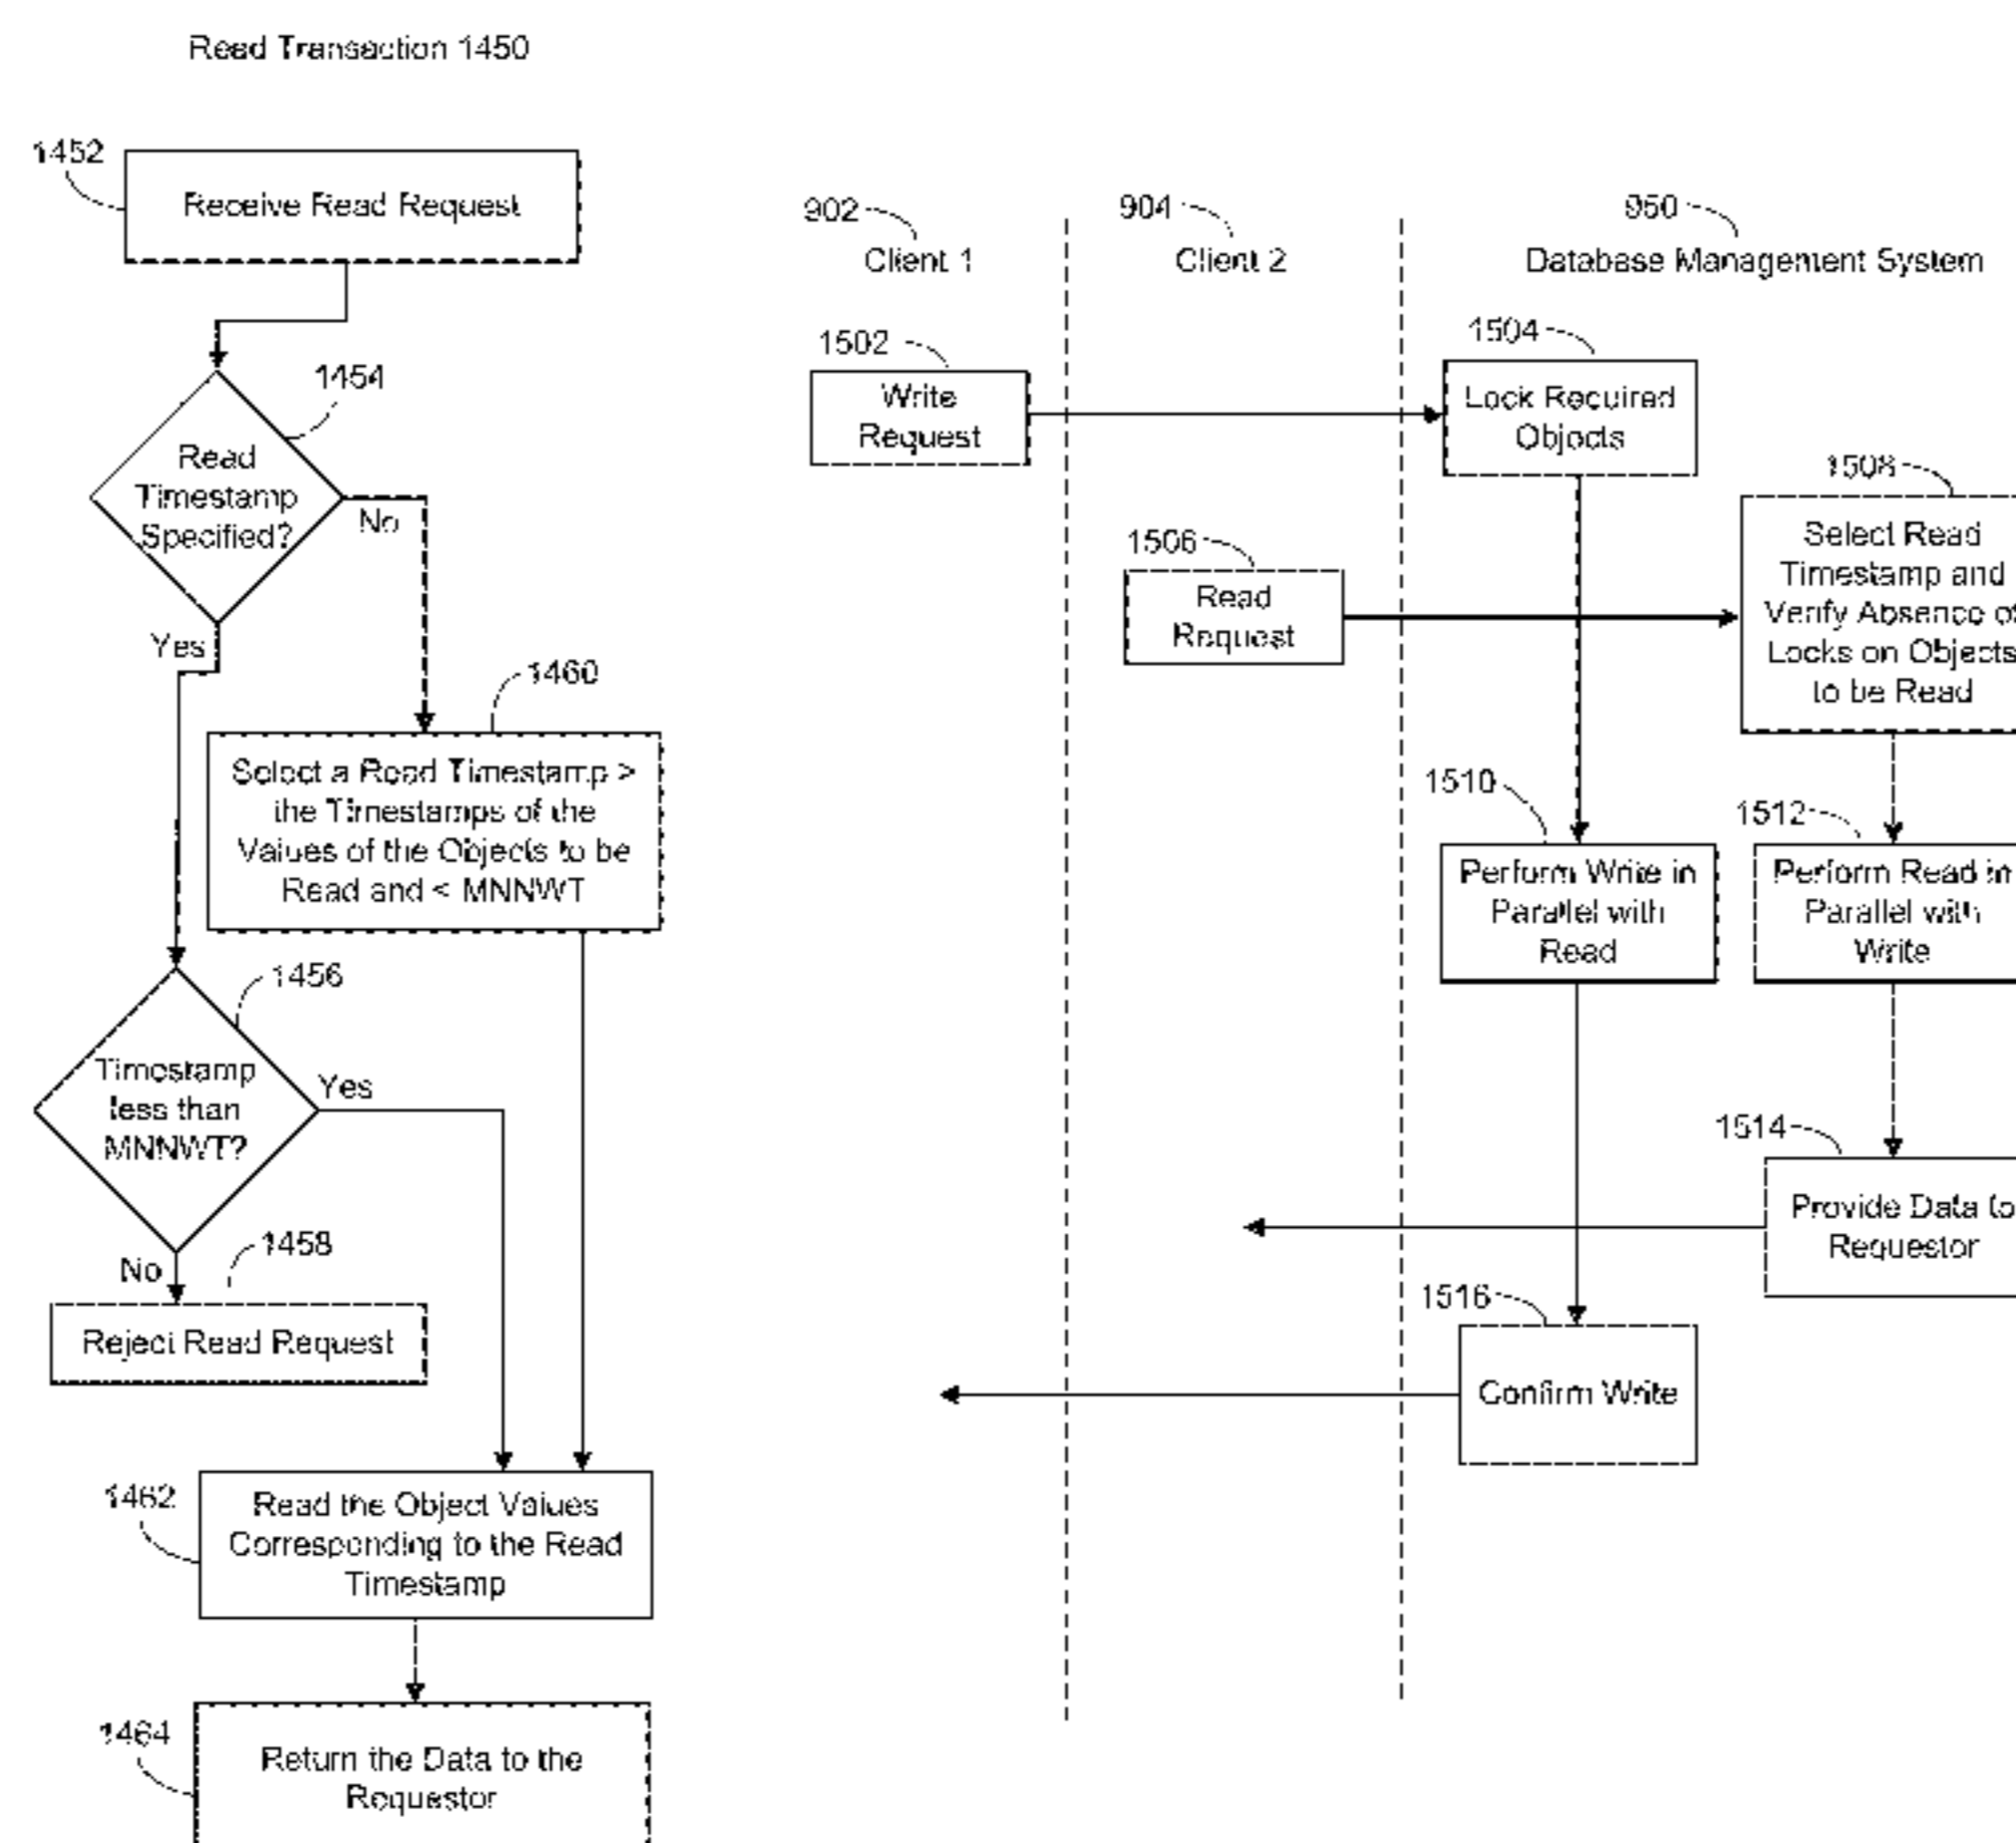 Read Transaction 1450
1452
Receive Read Request
1454
Read
Timestamp
Specified?
No
Yes
1460
Select a Read Timestamp >
the Timestamps of the
Values of the Objects to be
Read and < MNNWT
1456
Timestamp
less than
MNNWT?
Yes
No
1458
Reject Read Request
1462
Read the Object Values
Corresponding to the Read
Timestamp
1464
Return the Data to the
Requestor
902
Client 1
904
Client 2
950
Database Management System
1502
Write
Request
1504
Lock Required
Objects
1506
Read
Request
1508
Select Read
Timestamp and
Verify Absence of
Locks on Objects
to be Read
1510
Perform Write in
Parallel with
Read
1512
Perform Read in
Parallel with
Write
1514
Provide Data to
Requestor
1516
Confirm Write